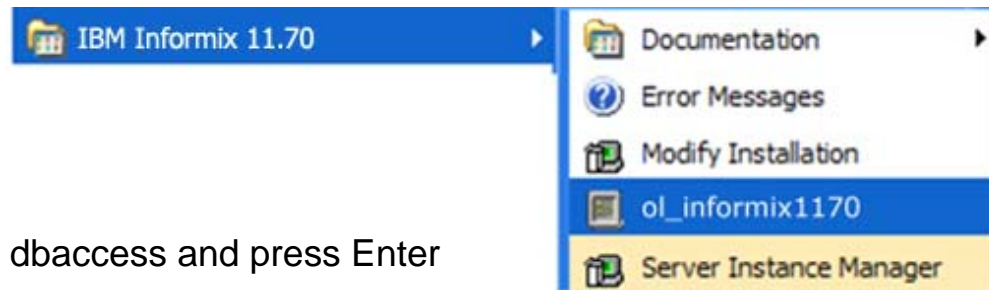 IBM Informix 11.70
Documentation
Error Messages
Modify Installation
ol_informix1170
Server Instance Manager
dbaccess and press Enter